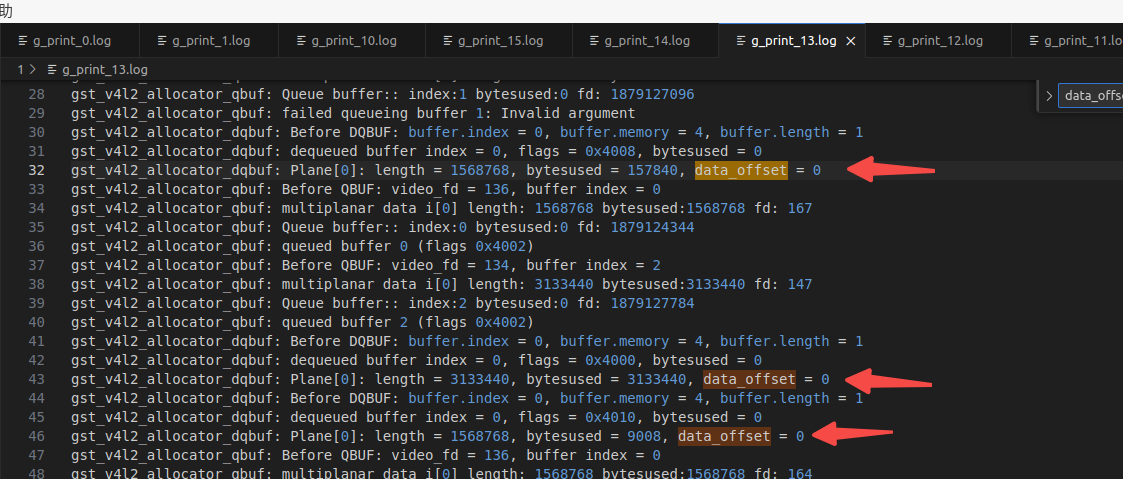 助
g_print_0.log g_print_1.log g_print_10.log g_print_15.log g_print_14.log g_print_13.log × g_print_12.log g_print_11.lo
1 > g_print_13.log
data_offs
28 gst_v4l2_allocator_qbuf: Queue buffer:: index:1 bytesused:0 fd: 1879127096
29 gst_v4l2_allocator_qbuf: failed queueing buffer 1: Invalid argument
30 gst_v4l2_allocator_dqbuf: Before DQBUF: buffer.index = 0, buffer.memory = 4, buffer.length = 1
31 gst_v4l2_allocator_dqbuf: dequeued buffer index = 0, flags = 0x4008, bytesused = 0
32 gst_v4l2_allocator_dqbuf: Plane[0]: length = 1568768, bytesused = 157840, data_offset = 0
33 gst_v4l2_allocator_qbuf: Before QBUF: video_fd = 136, buffer index = 0
34 gst_v4l2_allocator_qbuf: multiplanar data i[0] length: 1568768 bytesused:1568768 fd: 167
35 gst_v4l2_allocator_qbuf: Queue buffer:: index:0 bytesused:0 fd: 1879124344
36 gst_v4l2_allocator_qbuf: queued buffer 0 (flags 0x4002)
37 gst_v4l2_allocator_qbuf: Before QBUF: video_fd = 134, buffer index = 2
38 gst_v4l2_allocator_qbuf: multiplanar data i[0] length: 3133440 bytesused:3133440 fd: 147
39 gst_v4l2_allocator_qbuf: Queue buffer:: index:2 bytesused:0 fd: 1879127784
40 gst_v4l2_allocator_qbuf: queued buffer 2 (flags 0x4002)
41 gst_v4l2_allocator_dqbuf: Before DQBUF: buffer.index = 0, buffer.memory = 4, buffer.length = 1
42 gst_v4l2_allocator_dqbuf: dequeued buffer index = 0, flags = 0x4000, bytesused = 0
43 gst_v4l2_allocator_dqbuf: Plane[0]: length = 3133440, bytesused = 3133440, data_offset = 0
44 gst_v4l2_allocator_dqbuf: Before DQBUF: buffer.index = 0, buffer.memory = 4, buffer.length = 1
45 gst_v4l2_allocator_dqbuf: dequeued buffer index = 0, flags = 0x4010, bytesused = 0
46 gst_v4l2_allocator_dqbuf: Plane[0]: length = 1568768, bytesused = 9008, data_offset = 0
47 gst_v4l2_allocator_qbuf: Before QBUF: video_fd = 136, buffer index = 0
48 gst_v4l2_allocator_qbuf: multiplanar data i[0] length: 1568768 bytesused:1568768 fd: 164